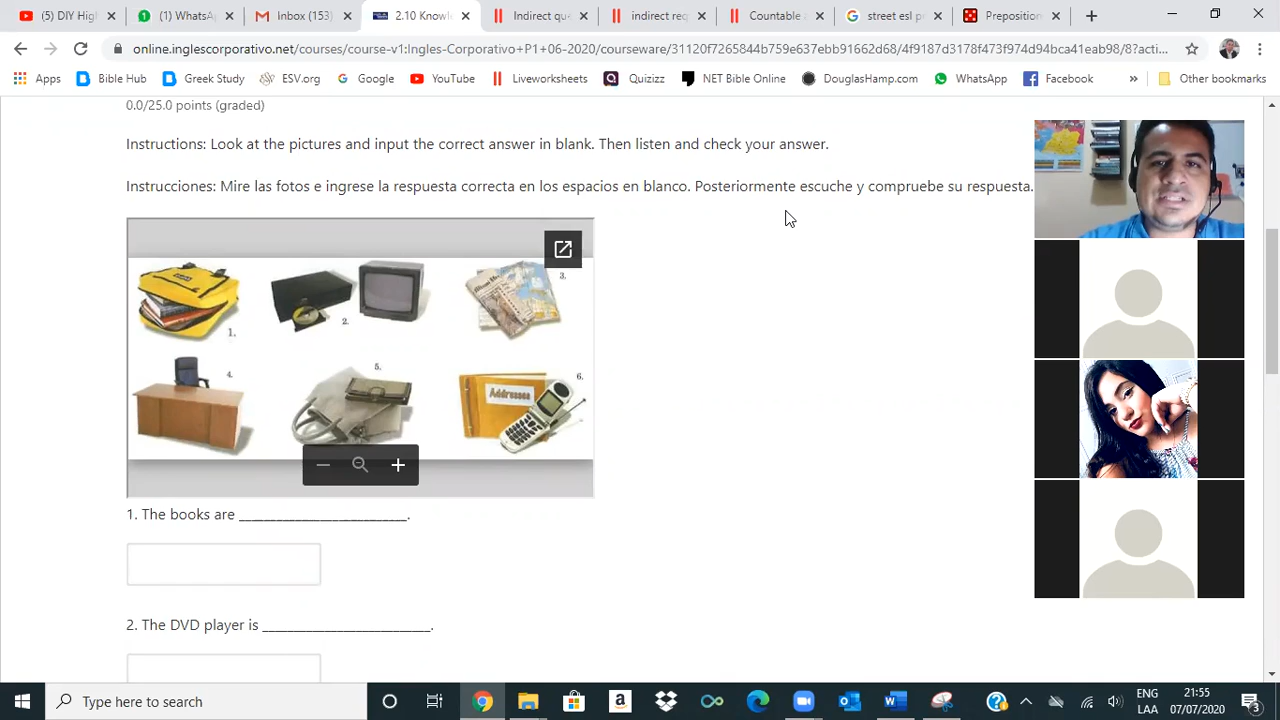 (5) DIY Hig
(1) WhatsA
Inbox (153)
2.10 Knowl
Indirect que
indirect req
Countable
street esl p
Preposition
online.inglescorporativo.net/courses/course-v1:Ingles-Corporativo+P1+06-2020/courseware/31120f7265844b759e637ebb91662d68/4f9187d3178f473f974d94bca41eab98/8?acti...
Apps
Bible Hub
Greek Study
ESV.org
Google
YouTube
Liveworksheets
Quizizz
NET Bible Online
DouglasHamp.com
WhatsApp
Facebook
»
Other bookmarks
0.0/25.0 points (graded)
Instructions: Look at the pictures and input the correct answer in blank. Then listen and check your answer.
Instrucciones: Mire las fotos e ingrese la respuesta correcta en los espacios en blanco. Posteriormente escuche y compruebe su respuesta.
1.
2.
3.
4.
5.
6.
Addresses
1. The books are ________________________.
2. The DVD player is ________________________.
Type here to search
ENG
LAA
21:55
07/07/2020
3